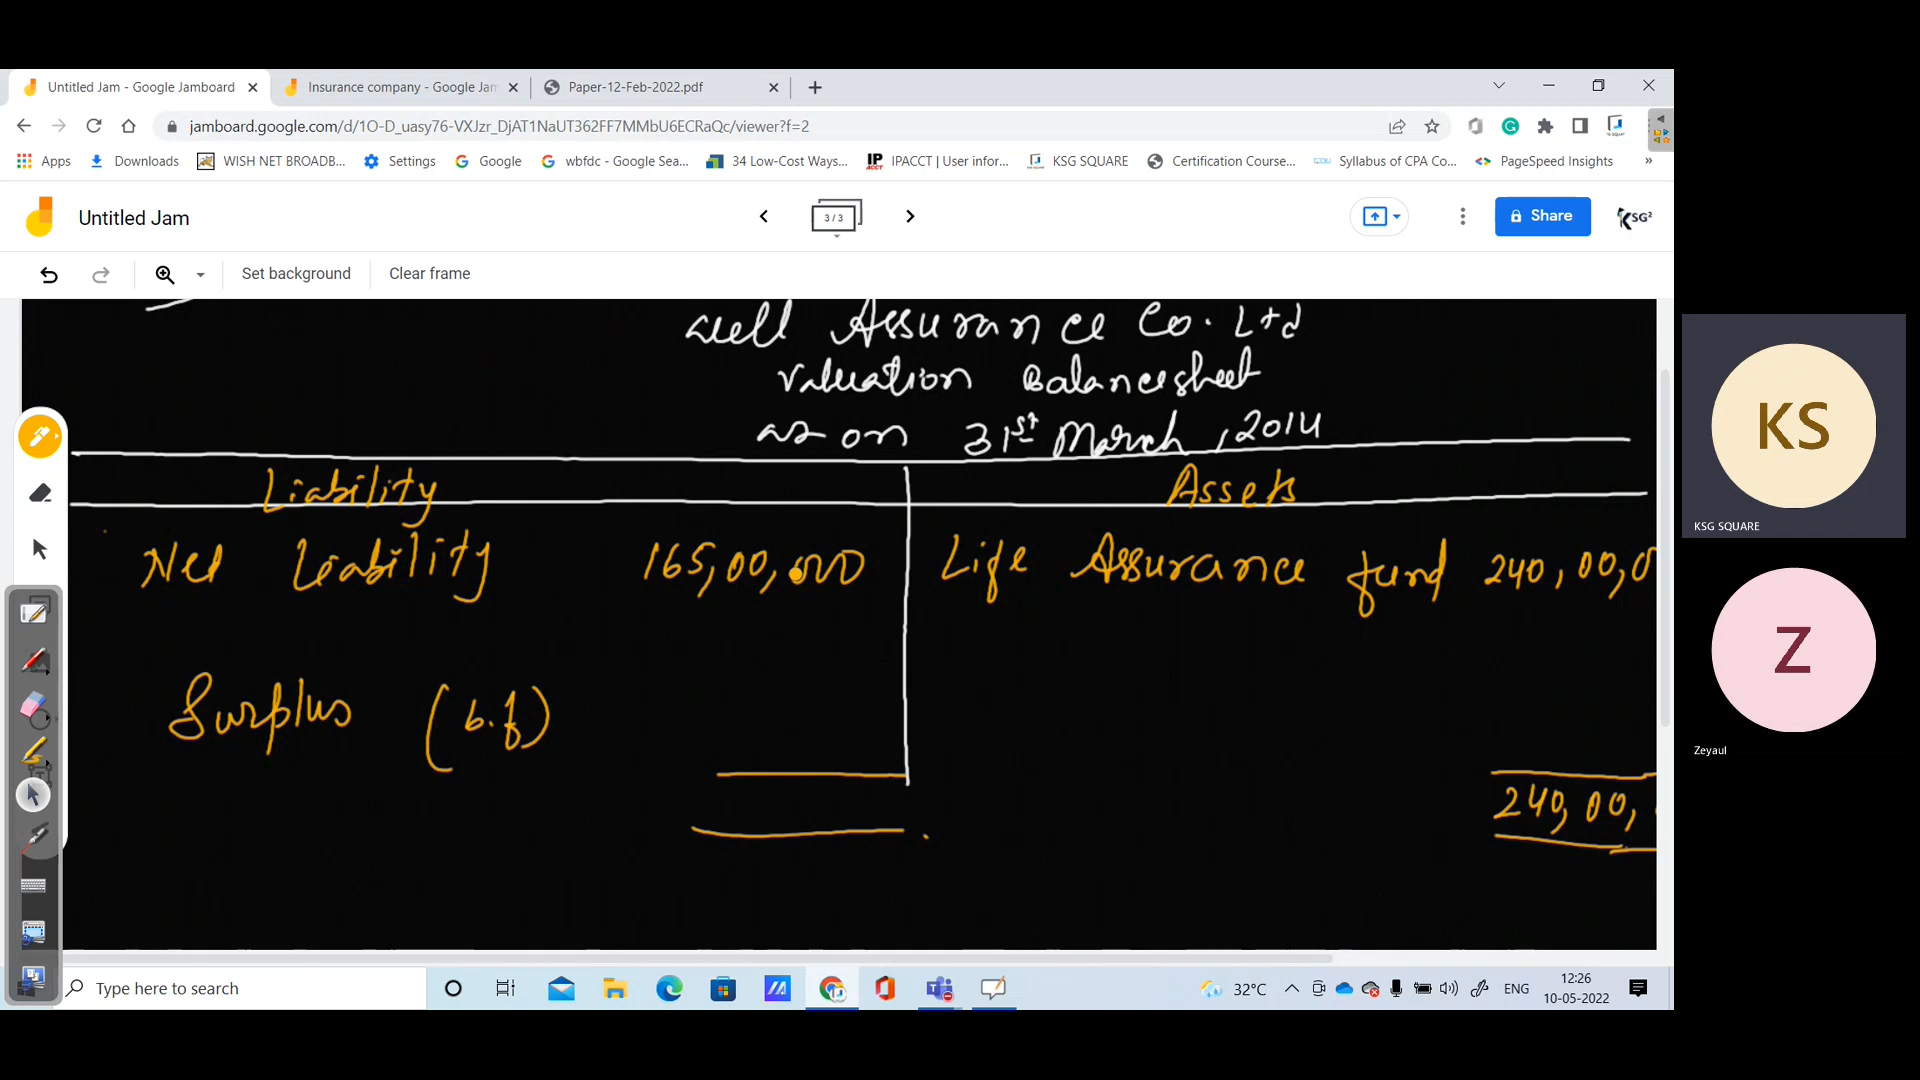 Untitled Jam - Google Jamboard
Insurance company - Google Jam
Paper-12-Feb-2022.pdf
jamboard.google.com/d/1O-D_uasy76-VXJzr_DjAT1NaUT362FF7MMbU6ECRaQc/viewer?f=2
Apps Downloads WISH NET BROADB... Settings Google wbfdc - Google Sea... 34 Low-Cost Ways... IPACCT | User infor... KSG SQUARE Certification Course... Syllabus of CPA Co... PageSpeed Insights »
Untitled Jam
3 / 3
Share
KSG²
Set background Clear frame
well Assurance Co. Ltd
Valuation Balancesheet
as on 31st March, 2014
Liability Assets
Net Liability 165,00,000 Life Assurance fund 240,00,0
Surplus (b.f)
240,00,
KS
KSG SQUARE
Z
Zeyaul
Type here to search
32°C
ENG
12:26
10-05-2022